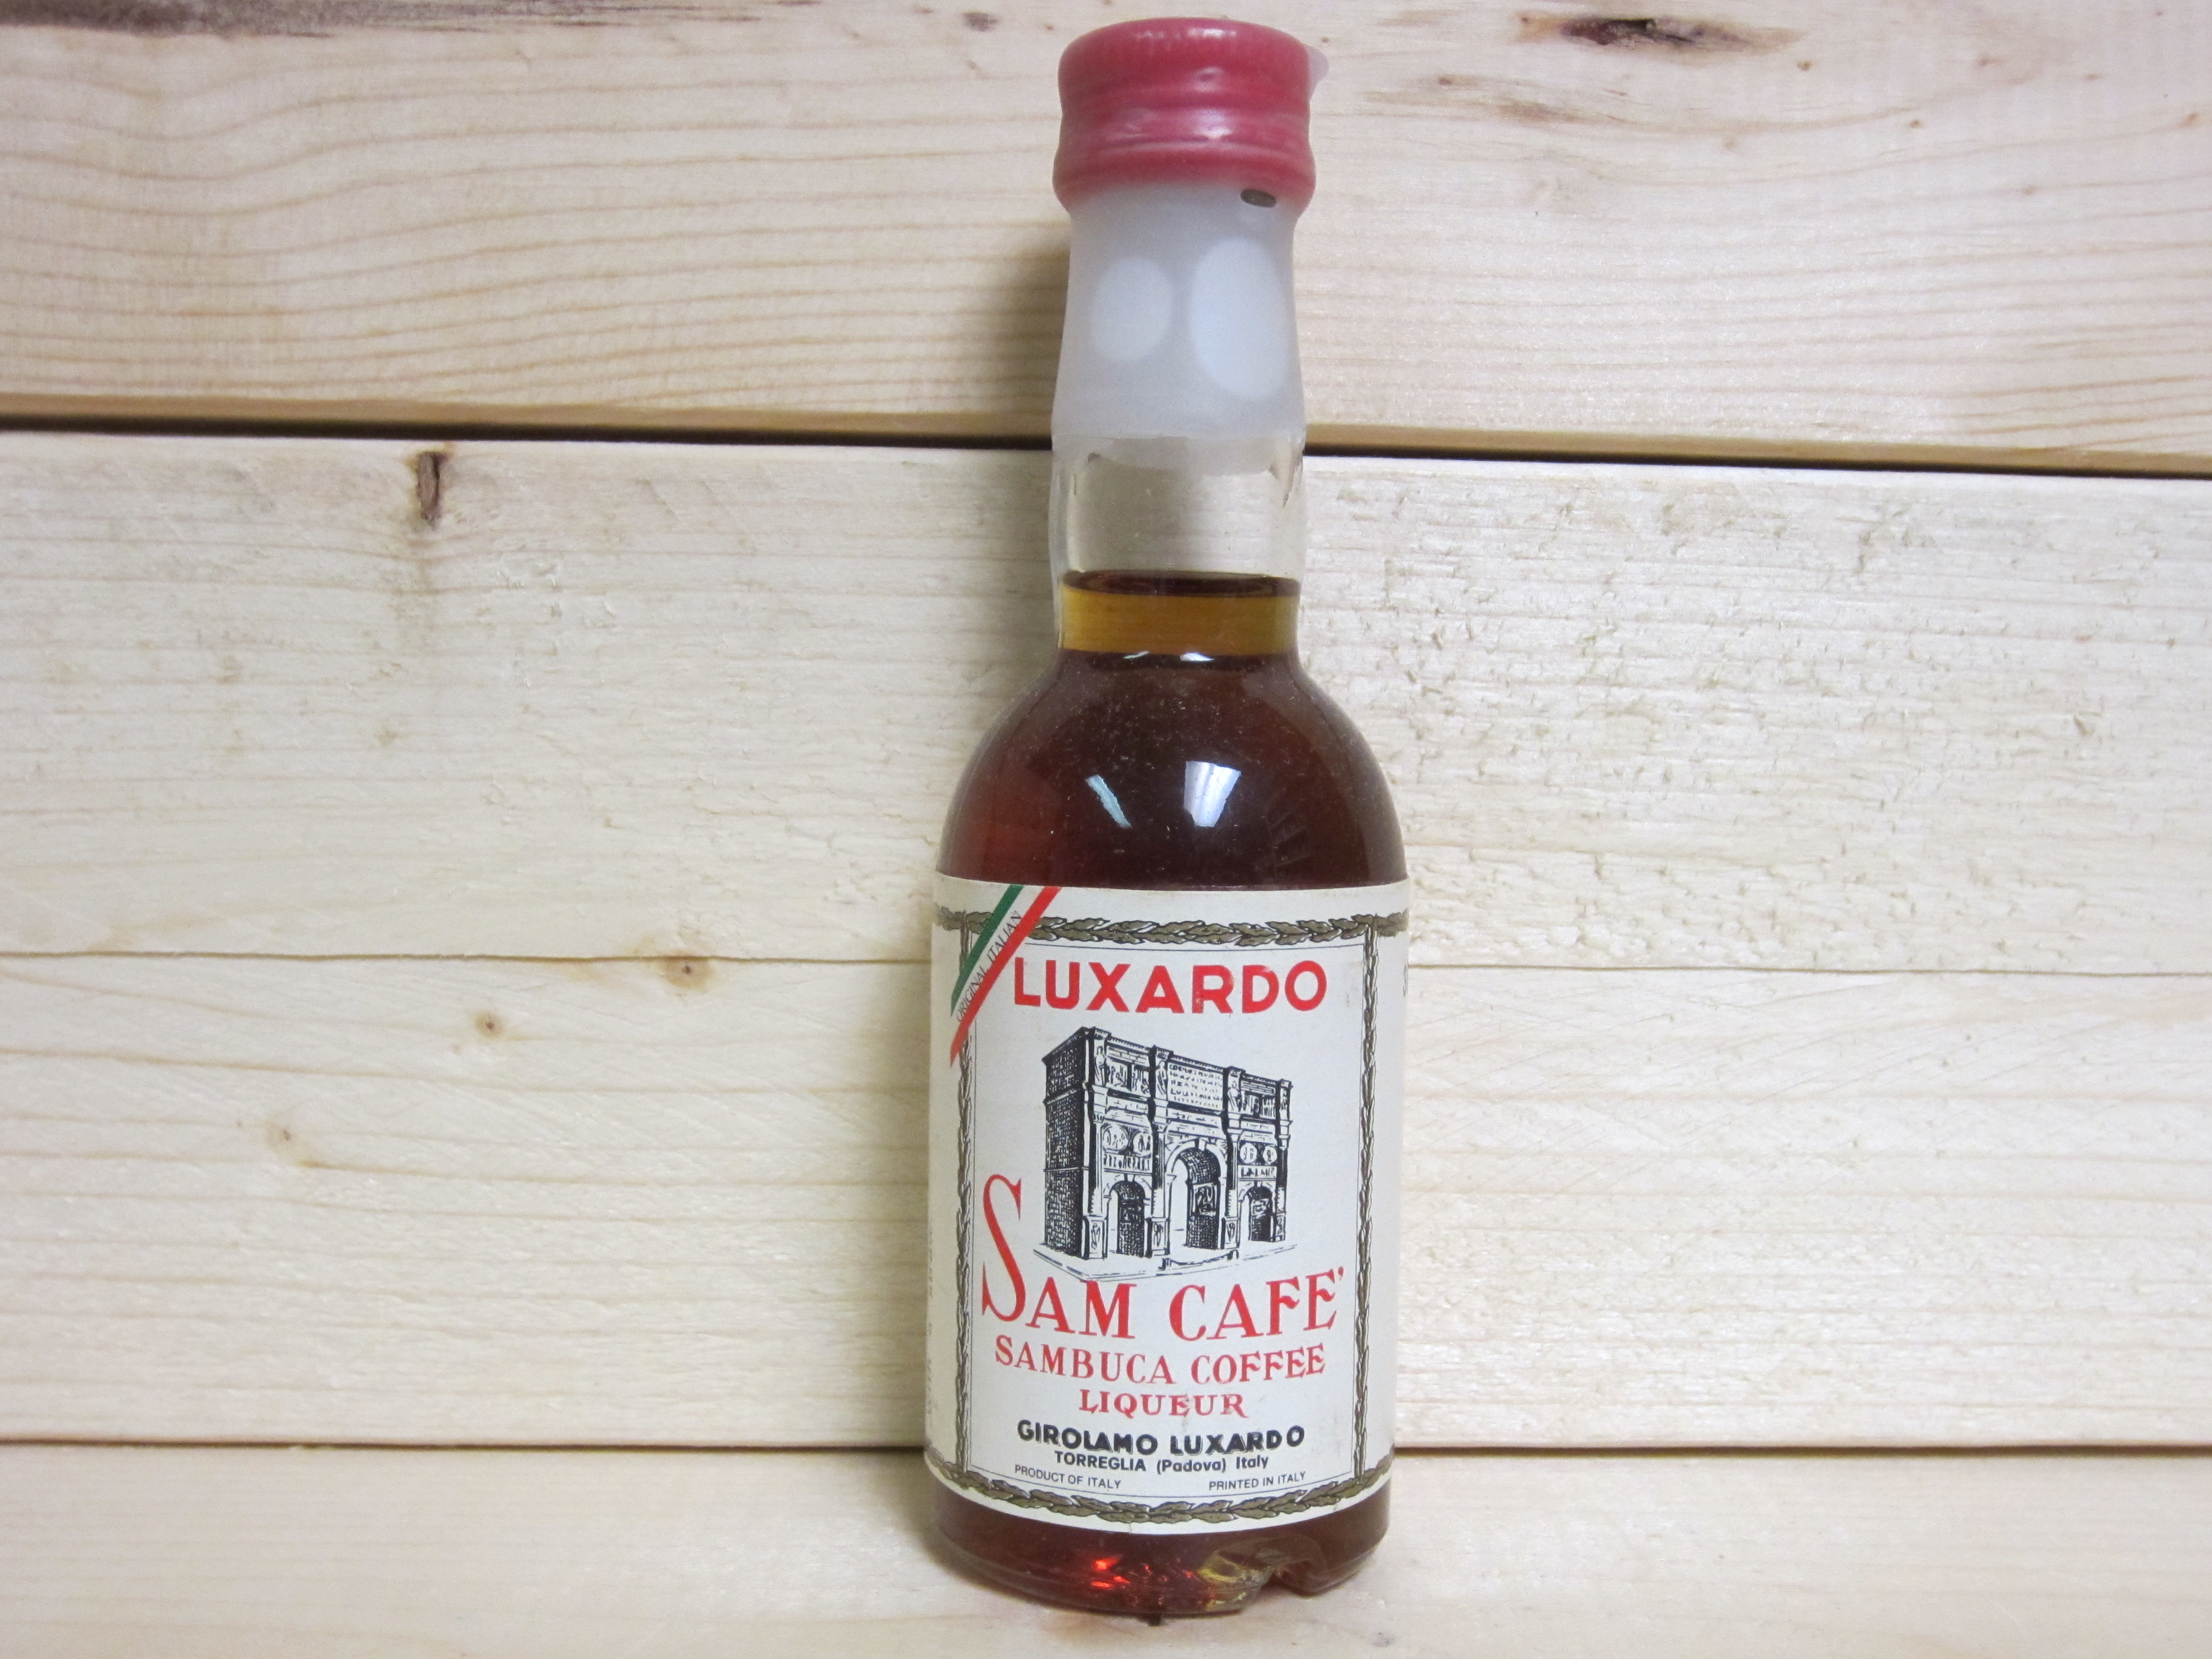 ORIGINAL ITALIAN
LUXARDO
SAM CAFE'
SAMBUCA COFFEE
LIQUEUR
GIROLAMO LUXARDO
TORREGLIA (Padova) Italy
PRODUCT OF ITALY PRINTED IN ITALY